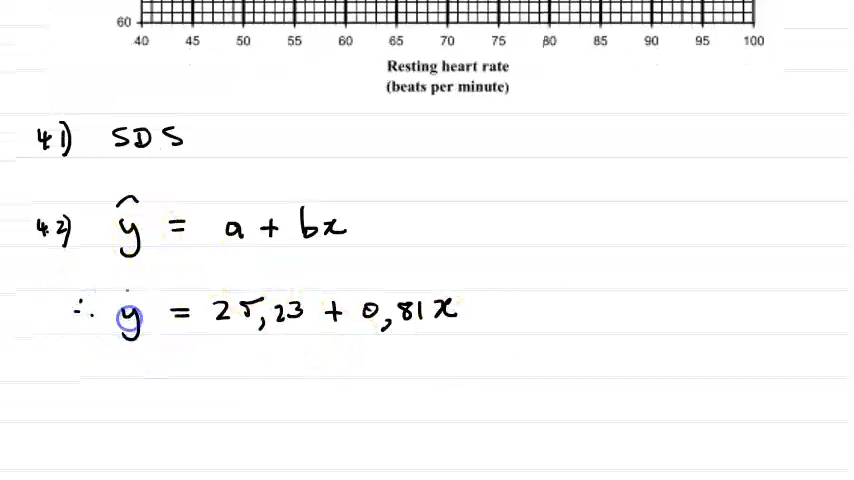 60
40 45 50 55 60 65 70 75 80 85 90 95 100
Resting heart rate
(beats per minute)
4.1) SDS
4.2) ŷ = a + bx
∴ y = 25,23 + 0,81x